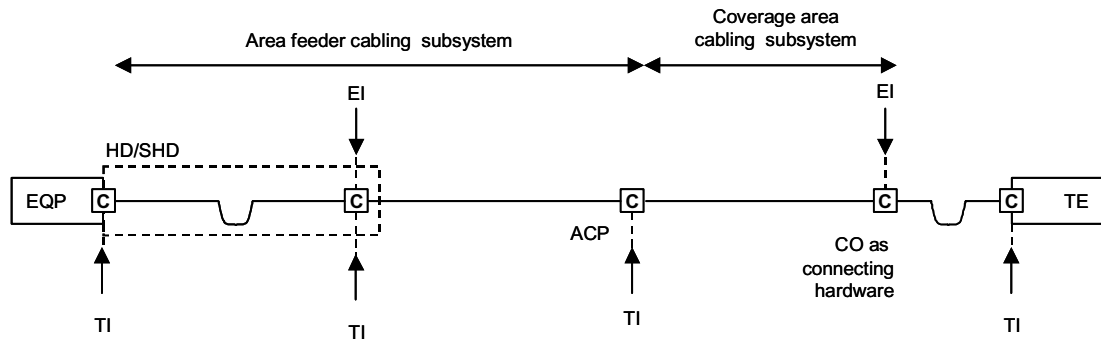 Coverage area
cabling subsystem
Area feeder cabling subsystem
EI
EI
HD/SHD
EQP
C
C
C
C
C
TE
ACP
CO as
connecting
hardware
TI
TI
TI
TI